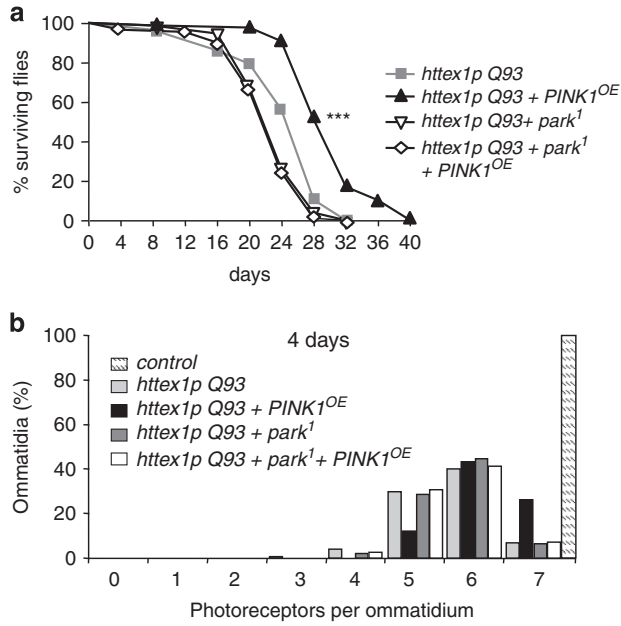 a
100
80
60
40
20
0
% surviving flies
0 4 8 12 16 20 24 28 32 36 40
days
***
httex1p Q93
httex1p Q93 + PINK1OE
httex1p Q93+ park1
httex1p Q93 + park1
+ PINK1OE
b
100
80
60
40
20
0
Ommatidia (%)
4 days
control
httex1p Q93
httex1p Q93 + PINK1OE
httex1p Q93 + park1
httex1p Q93 + park1+ PINK1OE
0 1 2 3 4 5 6 7
Photoreceptors per ommatidium